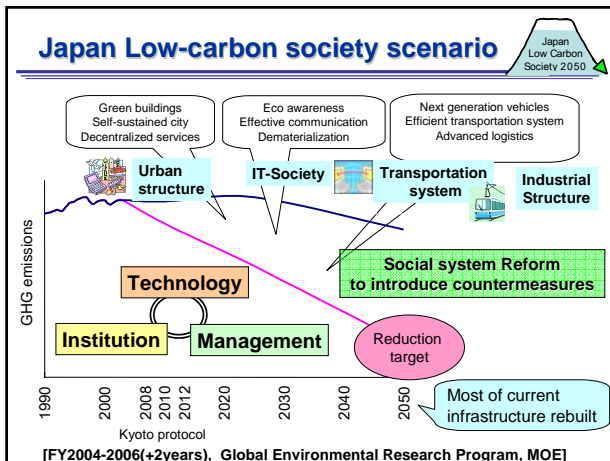 Japan Low-carbon society scenario
Japan
Low Carbon
Society 2050
Green buildings
Self-sustained city
Decentralized services
Eco awareness
Effective communication
Dematerialization
Next generation vehicles
Efficient transportation system
Advanced logistics
Urban
structure
IT-Society
Transportation
system
Industrial
Structure
GHG emissions
Social system Reform
to introduce countermeasures
Technology
Institution
Management
Reduction
target
1990
2000
2008
2010
2012
2020
2030
2040
2050
Kyoto protocol
Most of current
infrastructure rebuilt
[FY2004-2006(+2years), Global Environmental Research Program, MOE]